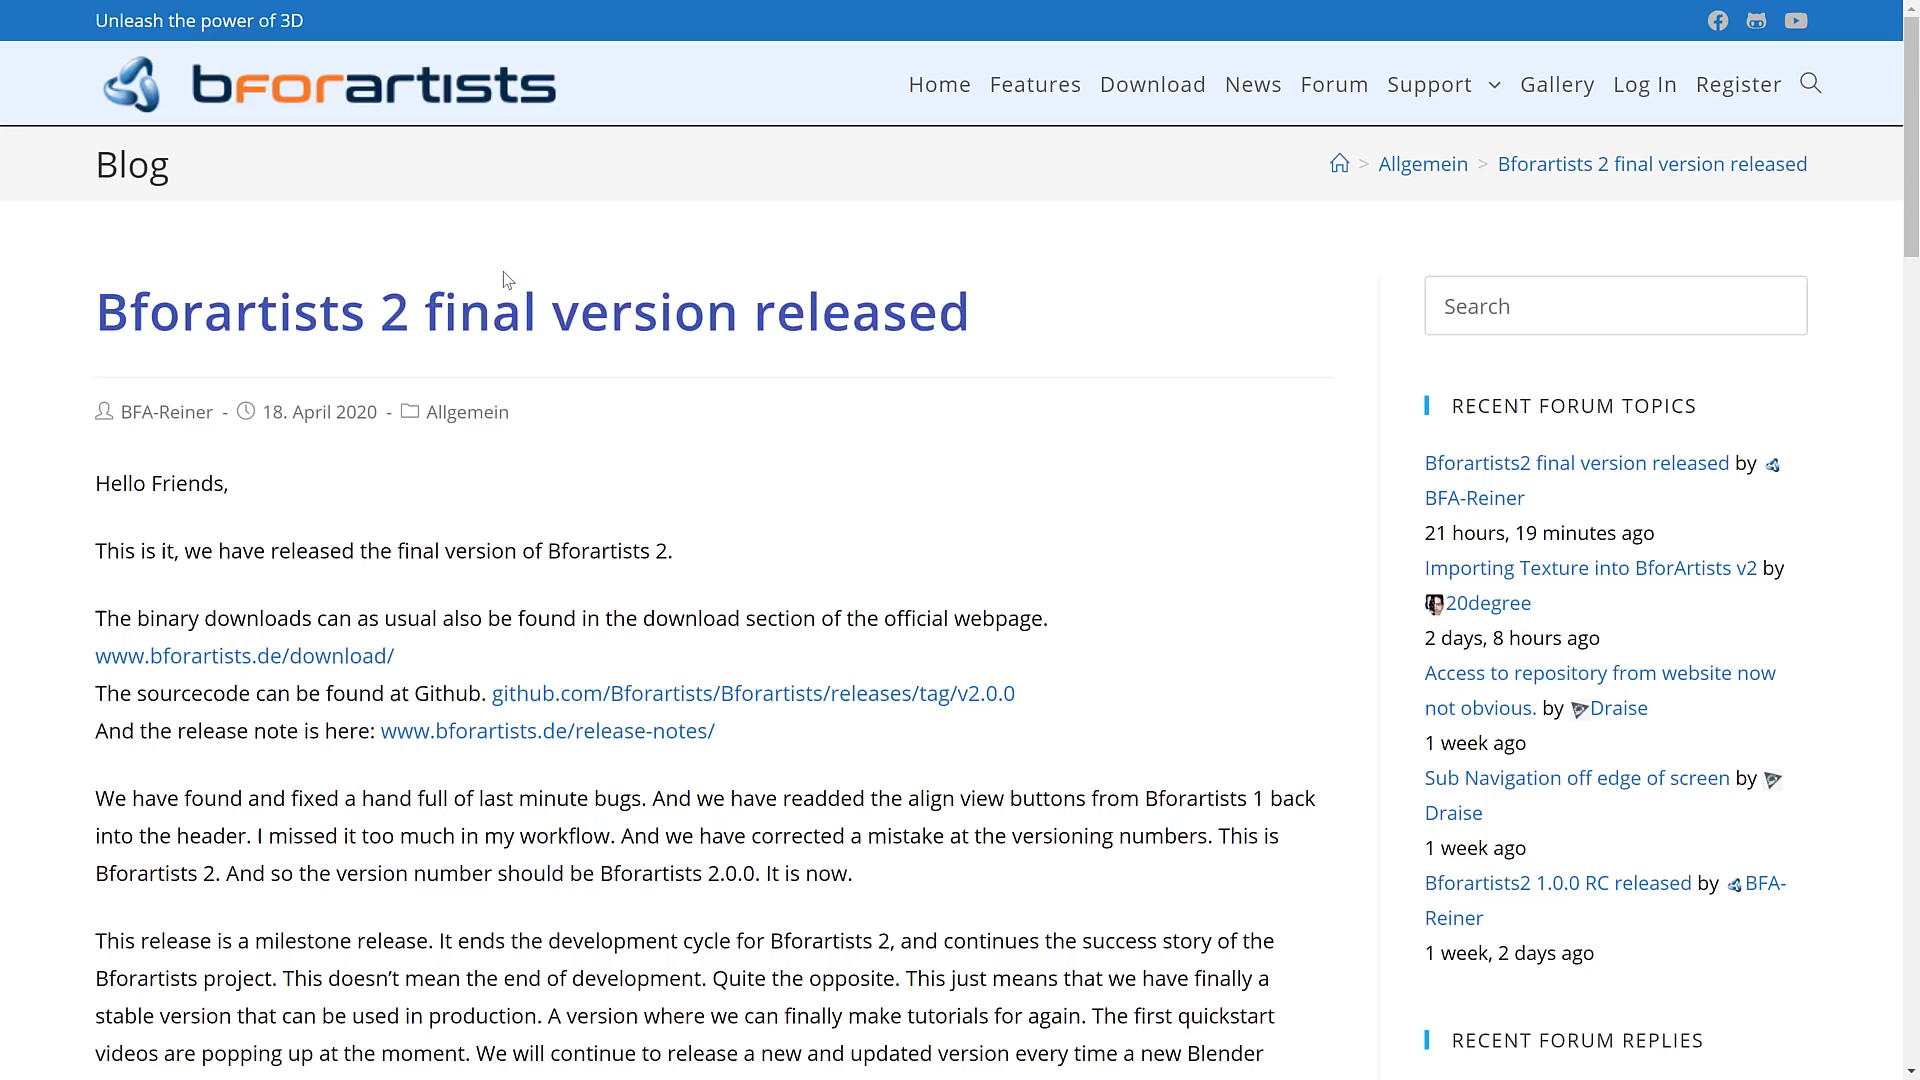 Unleash the power of 3D
bforartists
Home Features Download News Forum Support Gallery Log In Register
Blog
> Allgemein > Bforartists 2 final version released
Bforartists 2 final version released
BFA-Reiner - 18. April 2020 - Allgemein
Hello Friends,
This is it, we have released the final version of Bforartists 2.
The binary downloads can as usual also be found in the download section of the official webpage.
www.bforartists.de/download/
The sourcecode can be found at Github. github.com/Bforartists/Bforartists/releases/tag/v2.0.0
And the release note is here: www.bforartists.de/release-notes/
We have found and fixed a hand full of last minute bugs. And we have readded the align view buttons from Bforartists 1 back
into the header. I missed it too much in my workflow. And we have corrected a mistake at the versioning numbers. This is
Bforartists 2. And so the version number should be Bforartists 2.0.0. It is now.
This release is a milestone release. It ends the development cycle for Bforartists 2, and continues the success story of the
Bforartists project. This doesn’t mean the end of development. Quite the opposite. This just means that we have finally a
stable version that can be used in production. A version where we can finally make tutorials for again. The first quickstart
videos are popping up at the moment. We will continue to release a new and updated version every time a new Blender
Search
RECENT FORUM TOPICS
Bforartists2 final version released by
BFA-Reiner
21 hours, 19 minutes ago
Importing Texture into BforArtists v2 by
20degree
2 days, 8 hours ago
Access to repository from website now
not obvious. by Draise
1 week ago
Sub Navigation off edge of screen by
Draise
1 week ago
Bforartists2 1.0.0 RC released by BFA-
Reiner
1 week, 2 days ago
RECENT FORUM REPLIES